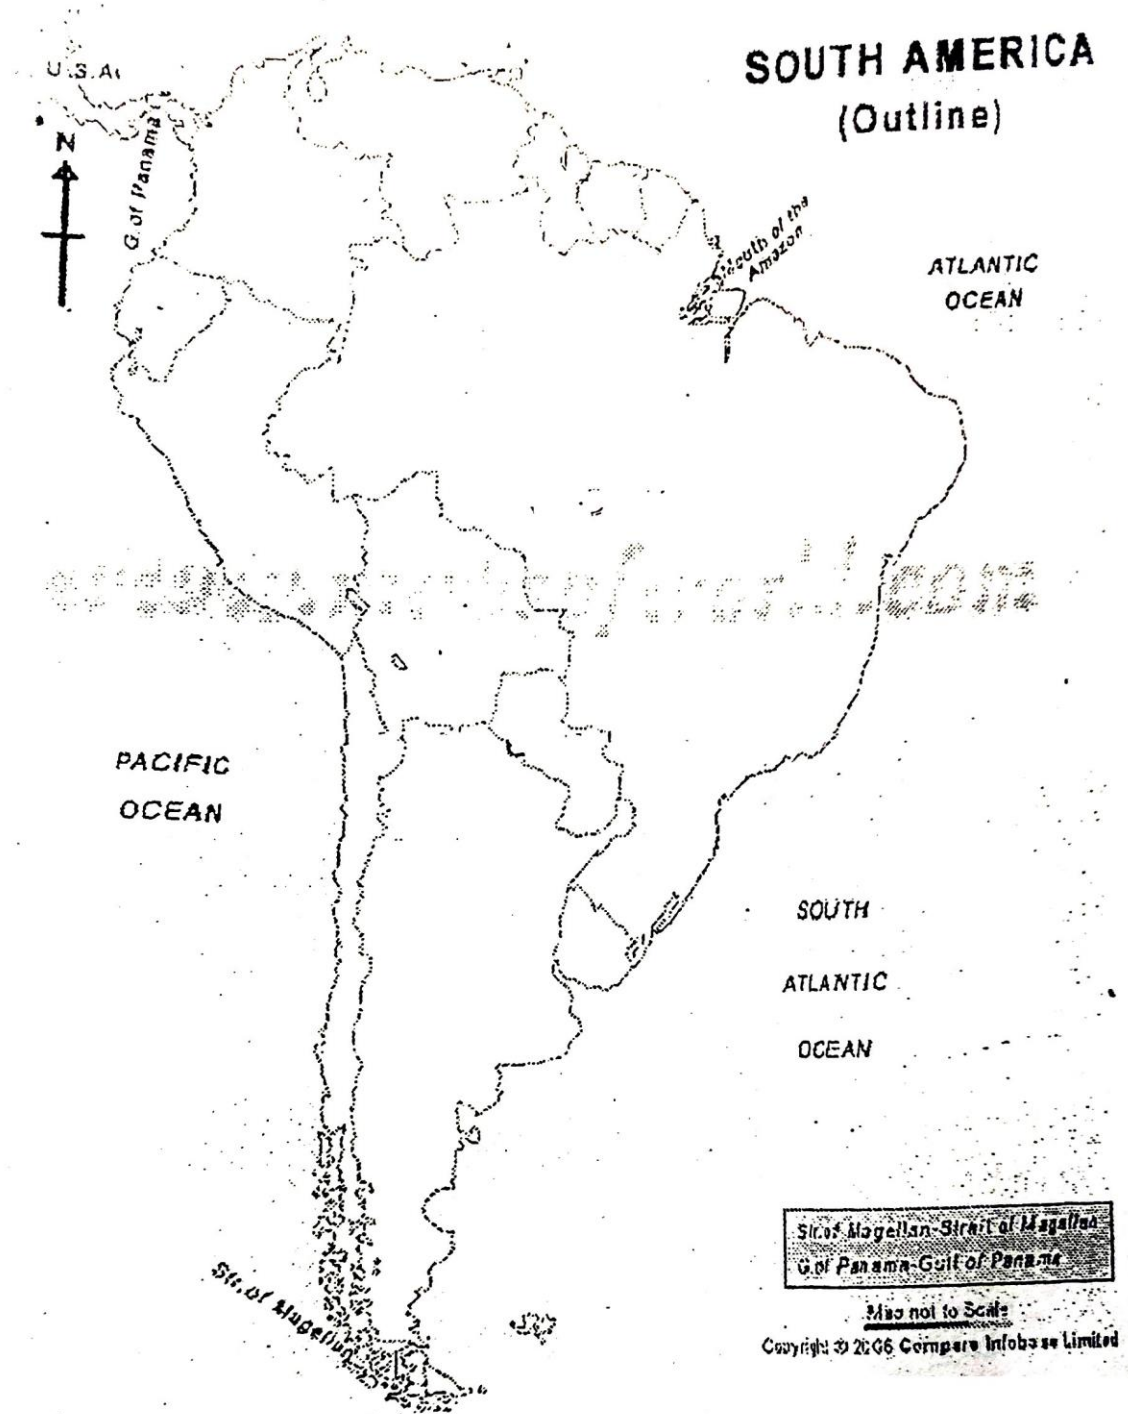 SOUTH AMERICA
(Outline)
U.S.A
N
G.of Panama
Mouth of the
Amazon
ATLANTIC
OCEAN
.com
PACIFIC
OCEAN
SOUTH
ATLANTIC
OCEAN
Str.of Magellan
Str.of Magellan-Strait of Magellan
G.of Panama-Gulf of Panama
Map not to Scale
Copyright © 2006 Compare Infobase Limited